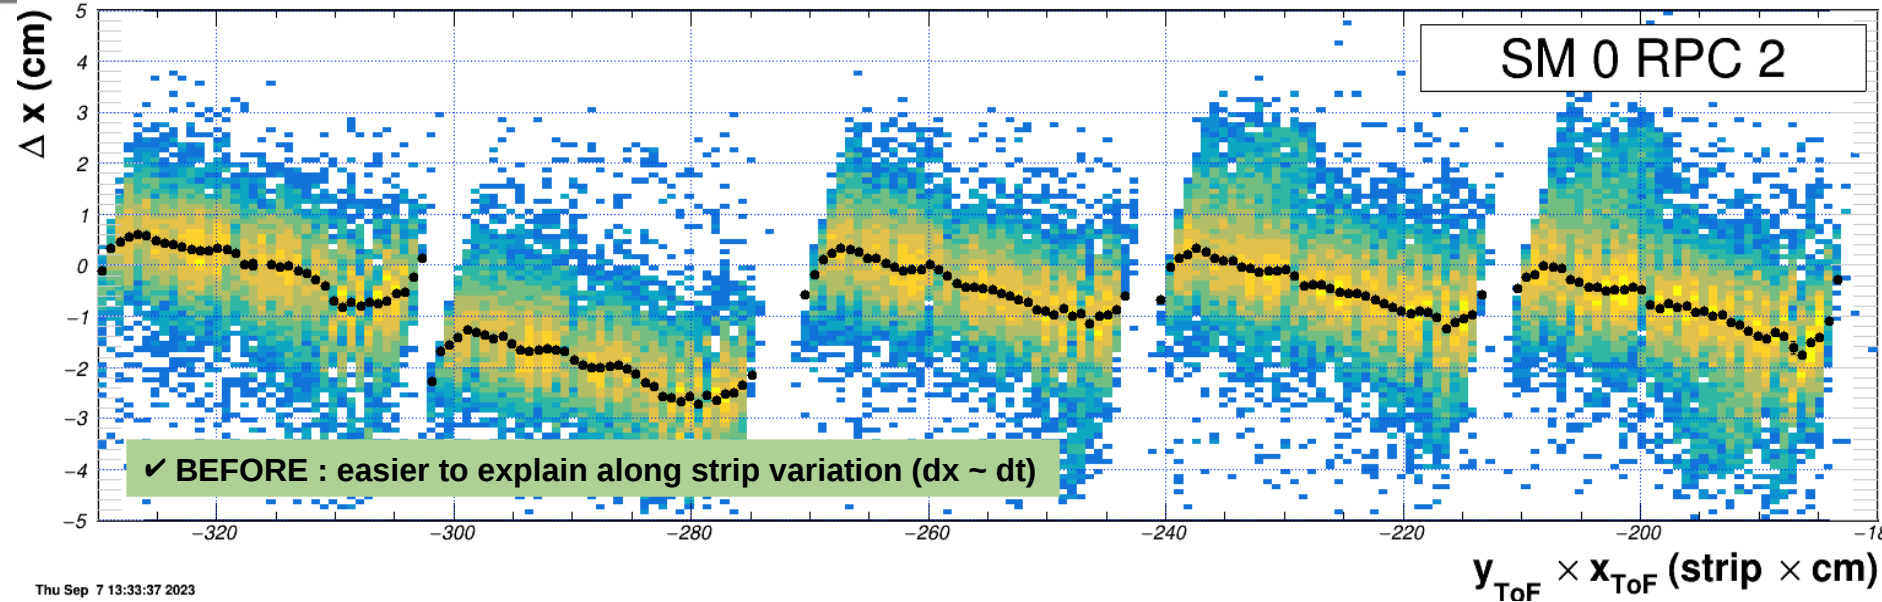 Δ x (cm)
5
4
3
2
1
0
−1
−2
−3
−4
−5
SM 0 RPC 2
✔ BEFORE : easier to explain along strip variation (dx ~ dt)
−320 −300 −280 −260 −240 −220 −200 −18
y_ToF × x_ToF (strip × cm)
Thu Sep 7 13:33:37 2023